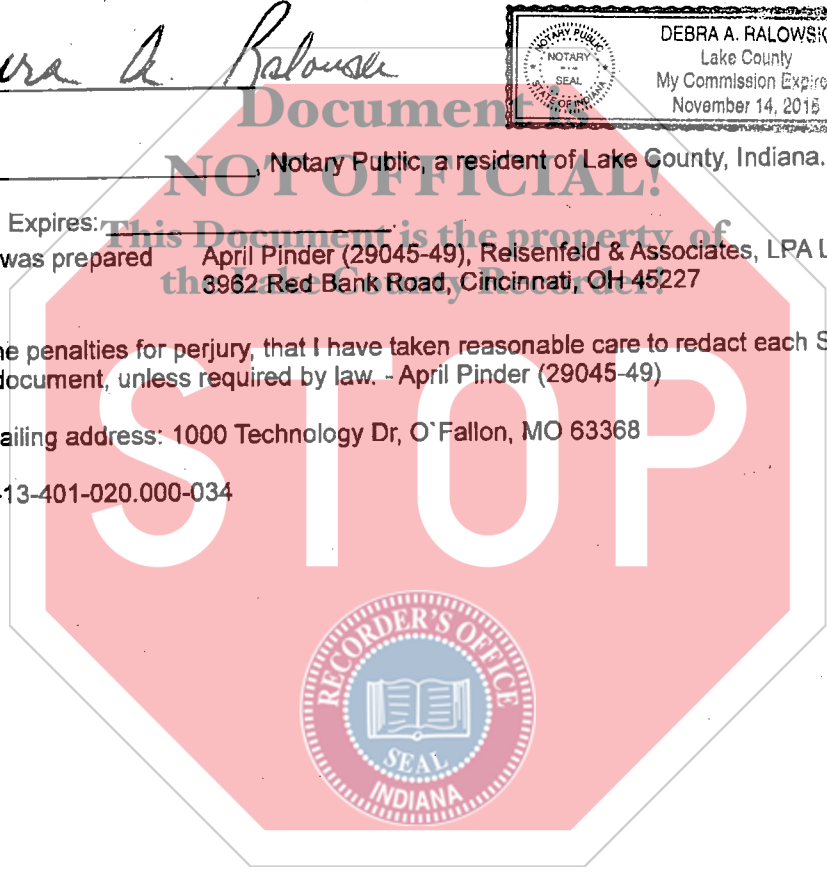 ura A. Ralowski
NOTARY PUBLIC
NOTARY
SEAL
STATE OF INDIANA
DEBRA A. RALOWSK
Lake County
My Commission Expire
November 14, 2015
Document is
NOT OFFICIAL!
This Document is the property of
the Lake County Recorder!
, Notary Public, a resident of Lake County, Indiana.
Expires:
was prepared April Pinder (29045-49), Reisenfeld & Associates, LPA L
3962 Red Bank Road, Cincinnati, OH 45227
he penalties for perjury, that I have taken reasonable care to redact each S
document, unless required by law. - April Pinder (29045-49)
ailing address: 1000 Technology Dr, O`Fallon, MO 63368
-13-401-020.000-034
STOP
RECORDER'S OFFICE
SEAL
INDIANA